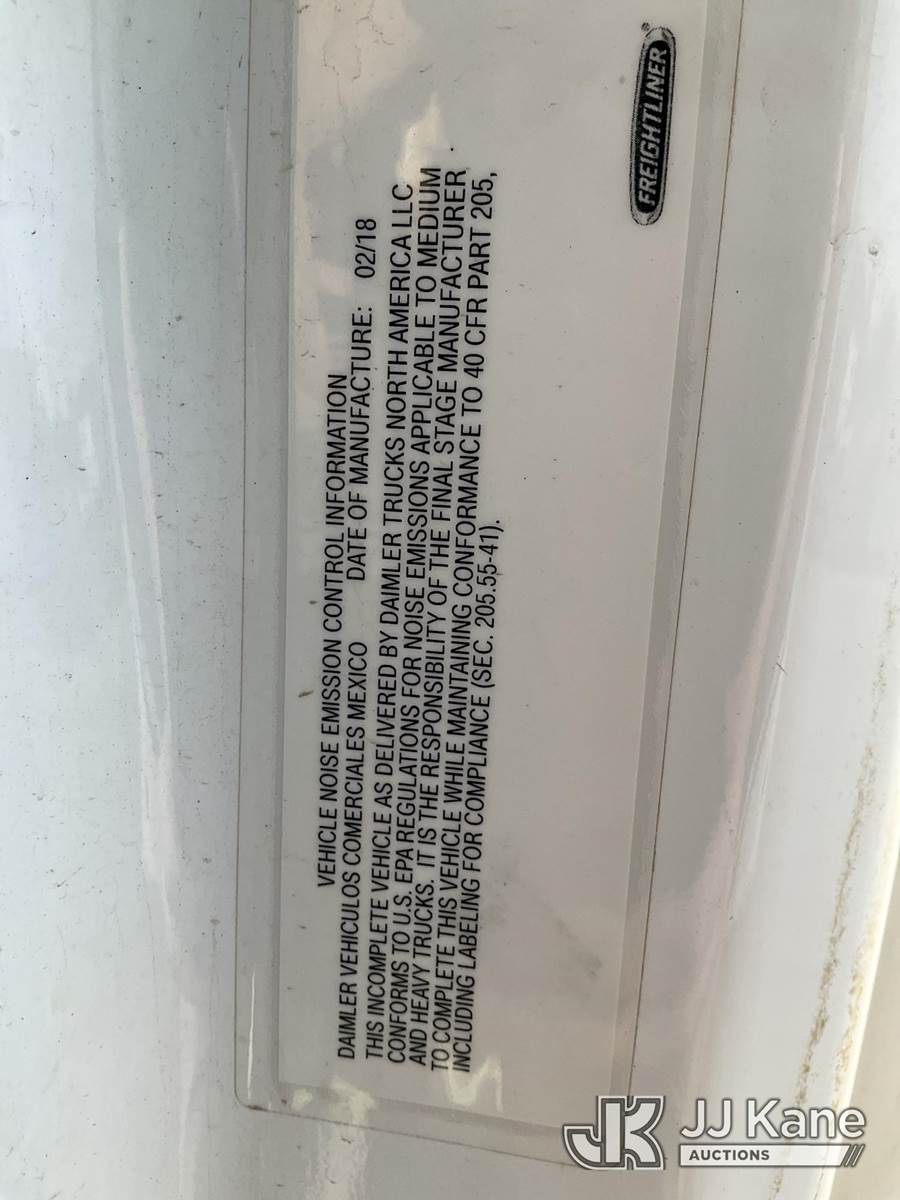 VEHICLE NOISE EMISSION CONTROL INFORMATION
DAIMLER VEHICULOS COMERCIALES MEXICO DATE OF MANUFACTURE: 02/18
THIS INCOMPLETE VEHICLE AS DELIVERED BY DAIMLER TRUCKS NORTH AMERICA LLC
CONFORMS TO U.S. EPA REGULATIONS FOR NOISE EMISSIONS APPLICABLE TO MEDIUM
AND HEAVY TRUCKS. IT IS THE RESPONSIBILITY OF THE FINAL STAGE MANUFACTURER
TO COMPLETE THIS VEHICLE WHILE MAINTAINING CONFORMANCE TO 40 CFR PART 205,
INCLUDING LABELING FOR COMPLIANCE (SEC. 205.55-41).
FREIGHTLINER®
JK JJ Kane
AUCTIONS